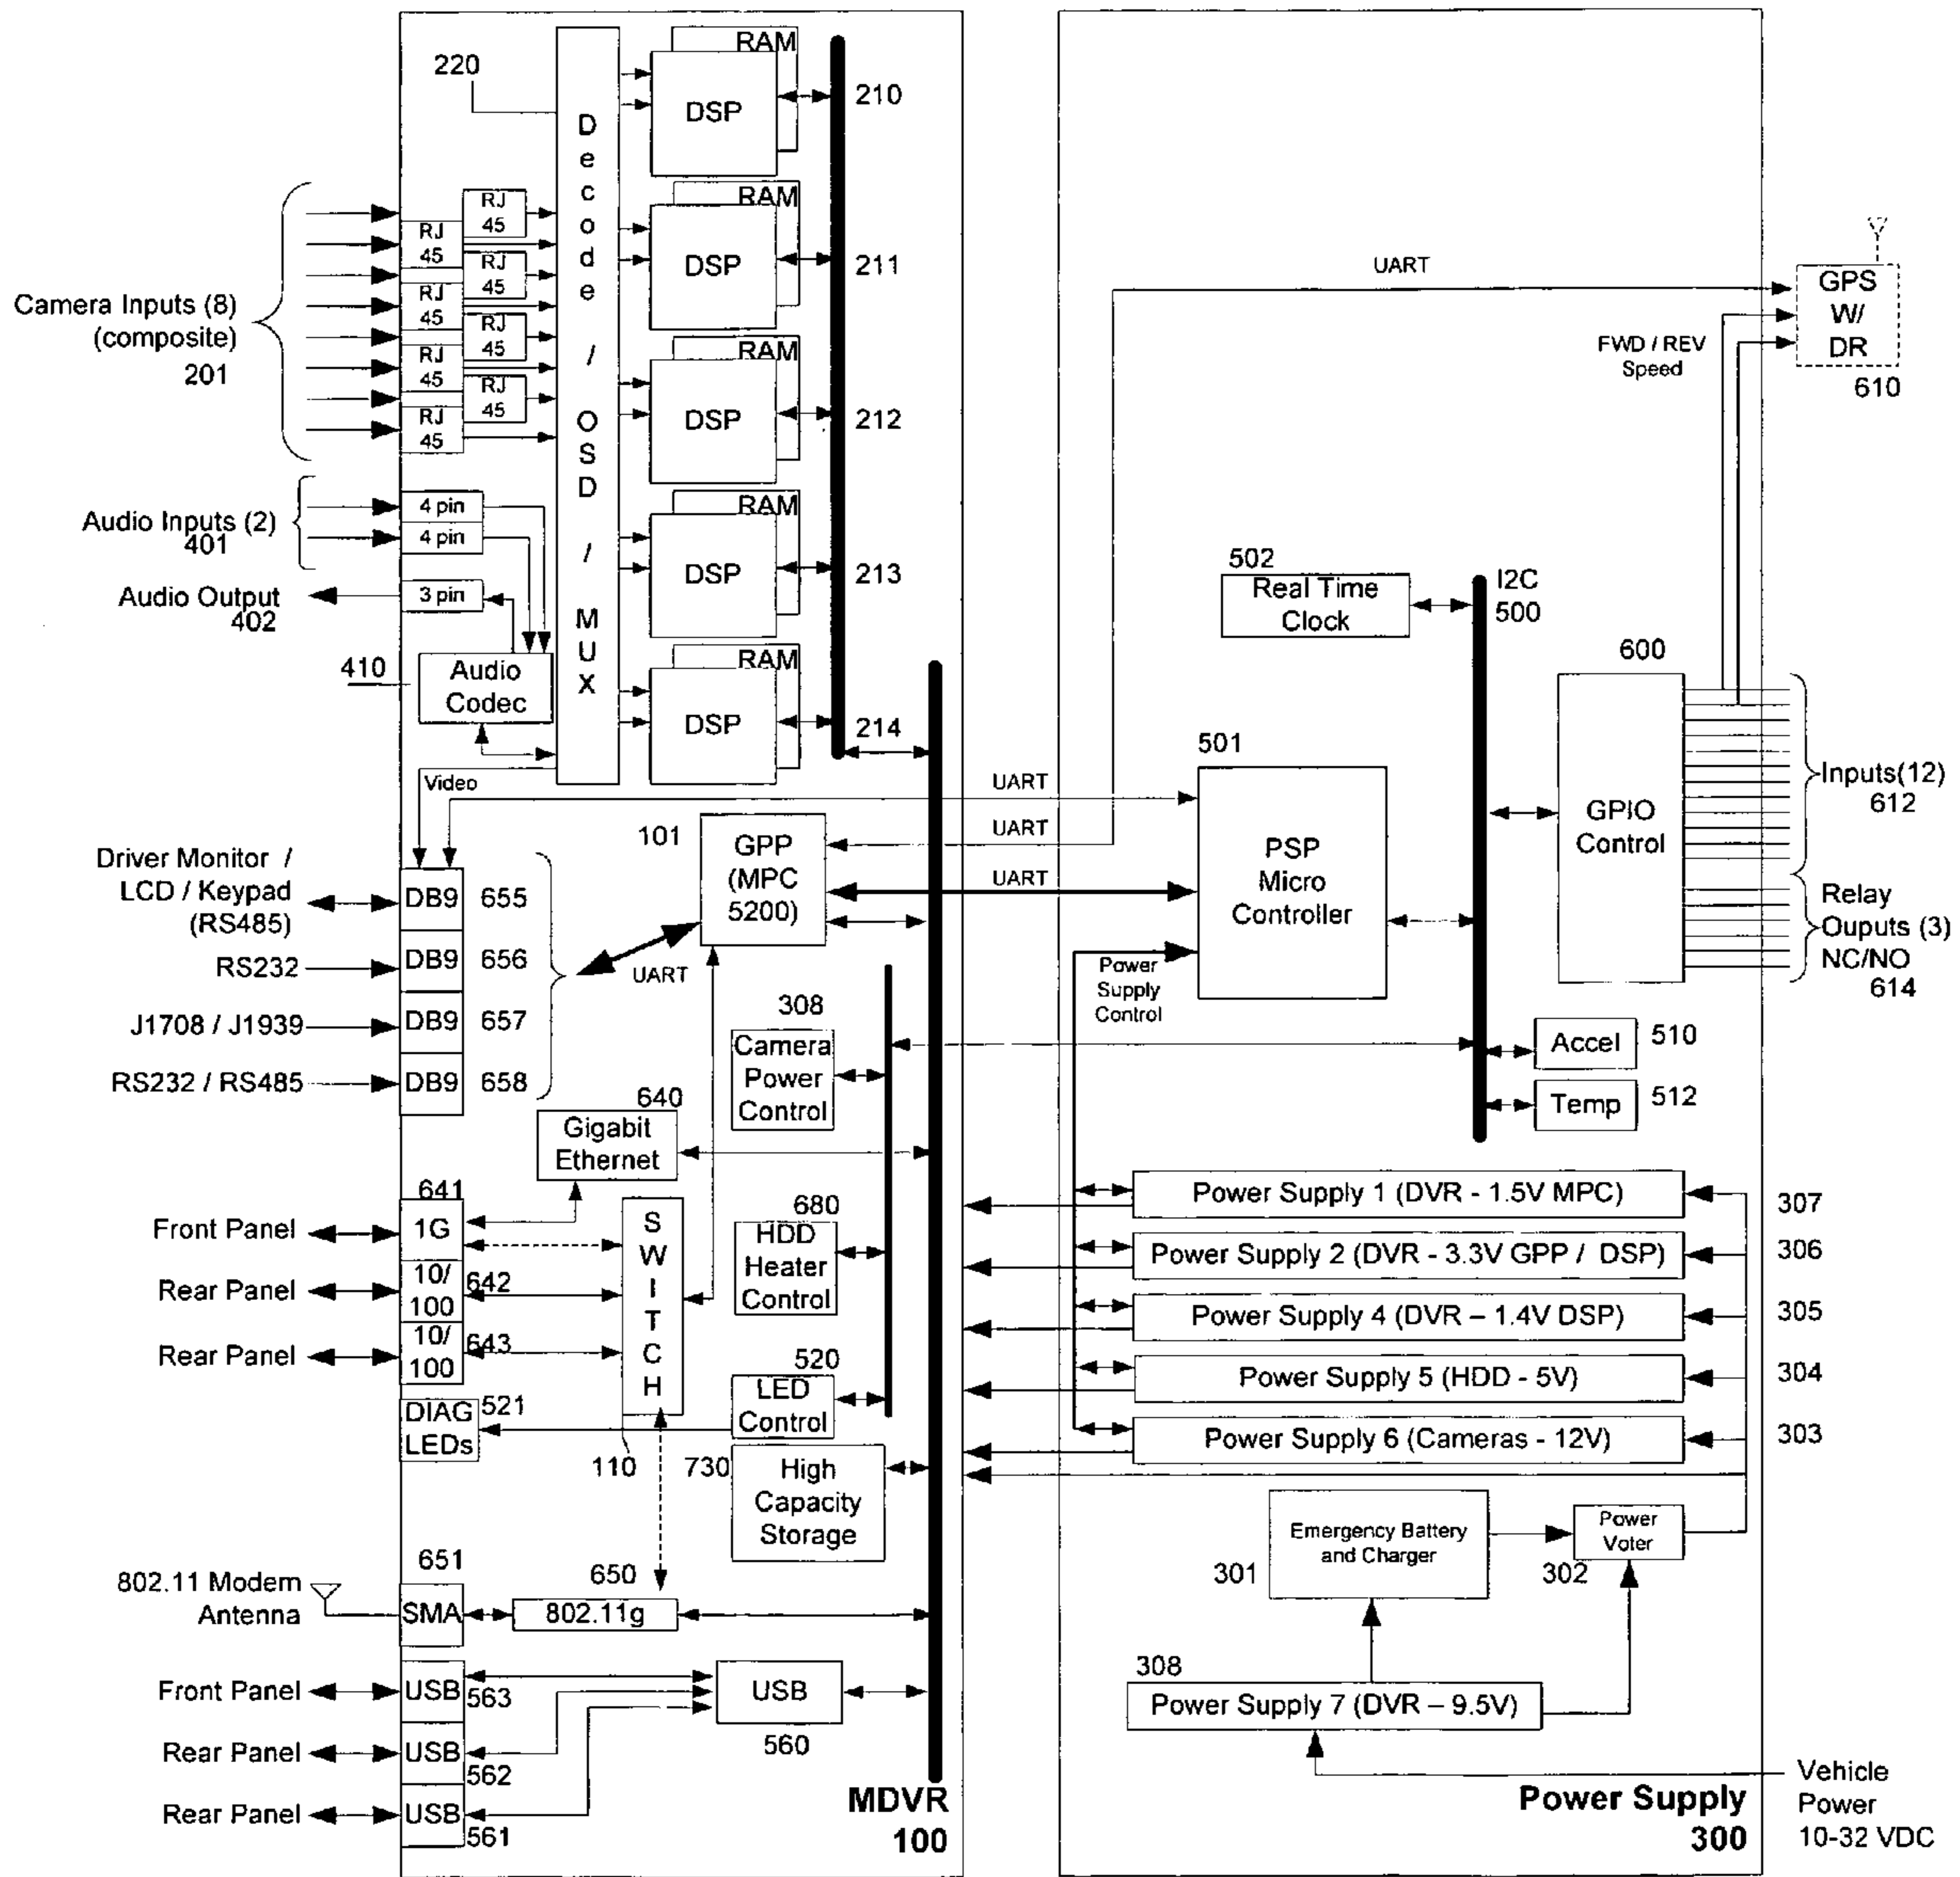 220
Decode / OSD / MUX
RAM
DSP
210
RAM
DSP
211
RAM
DSP
212
RAM
DSP
213
RAM
DSP
214
Camera Inputs (8)
(composite)
201
RJ
45
RJ
45
RJ
45
RJ
45
RJ
45
RJ
45
RJ
45
RJ
45
Audio Inputs (2)
401
4 pin
4 pin
Audio Output
402
3 pin
410
Audio
Codec
Video
Driver Monitor /
LCD / Keypad
(RS485)
DB9
655
RS232
DB9
656
J1708 / J1939
DB9
657
RS232 / RS485
DB9
658
UART
101
GPP
(MPC
5200)
308
Camera
Power
Control
640
Gigabit
Ethernet
641
Front Panel
1G
Rear Panel
10/
100
642
Rear Panel
10/
100
643
SWITCH
110
680
HDD
Heater
Control
520
LED
Control
DIAG
LEDs
521
730
High
Capacity
Storage
651
802.11 Modem
Antenna
SMA
650
802.11g
Front Panel
USB
563
Rear Panel
USB
562
Rear Panel
USB
561
USB
560
MDVR
100
UART
UART
UART
UART
GPS
W/
DR
610
FWD / REV
Speed
502
Real Time
Clock
I2C
500
600
GPIO
Control
Inputs(12)
612
Relay
Ouputs (3)
NC/NO
614
501
PSP
Micro
Controller
Power
Supply
Control
Accel
510
Temp
512
Power Supply 1 (DVR - 1.5V MPC)
307
Power Supply 2 (DVR - 3.3V GPP / DSP)
306
Power Supply 4 (DVR – 1.4V DSP)
305
Power Supply 5 (HDD - 5V)
304
Power Supply 6 (Cameras - 12V)
303
Emergency Battery
and Charger
301
Power
Voter
302
308
Power Supply 7 (DVR – 9.5V)
Power Supply
300
Vehicle
Power
10-32 VDC